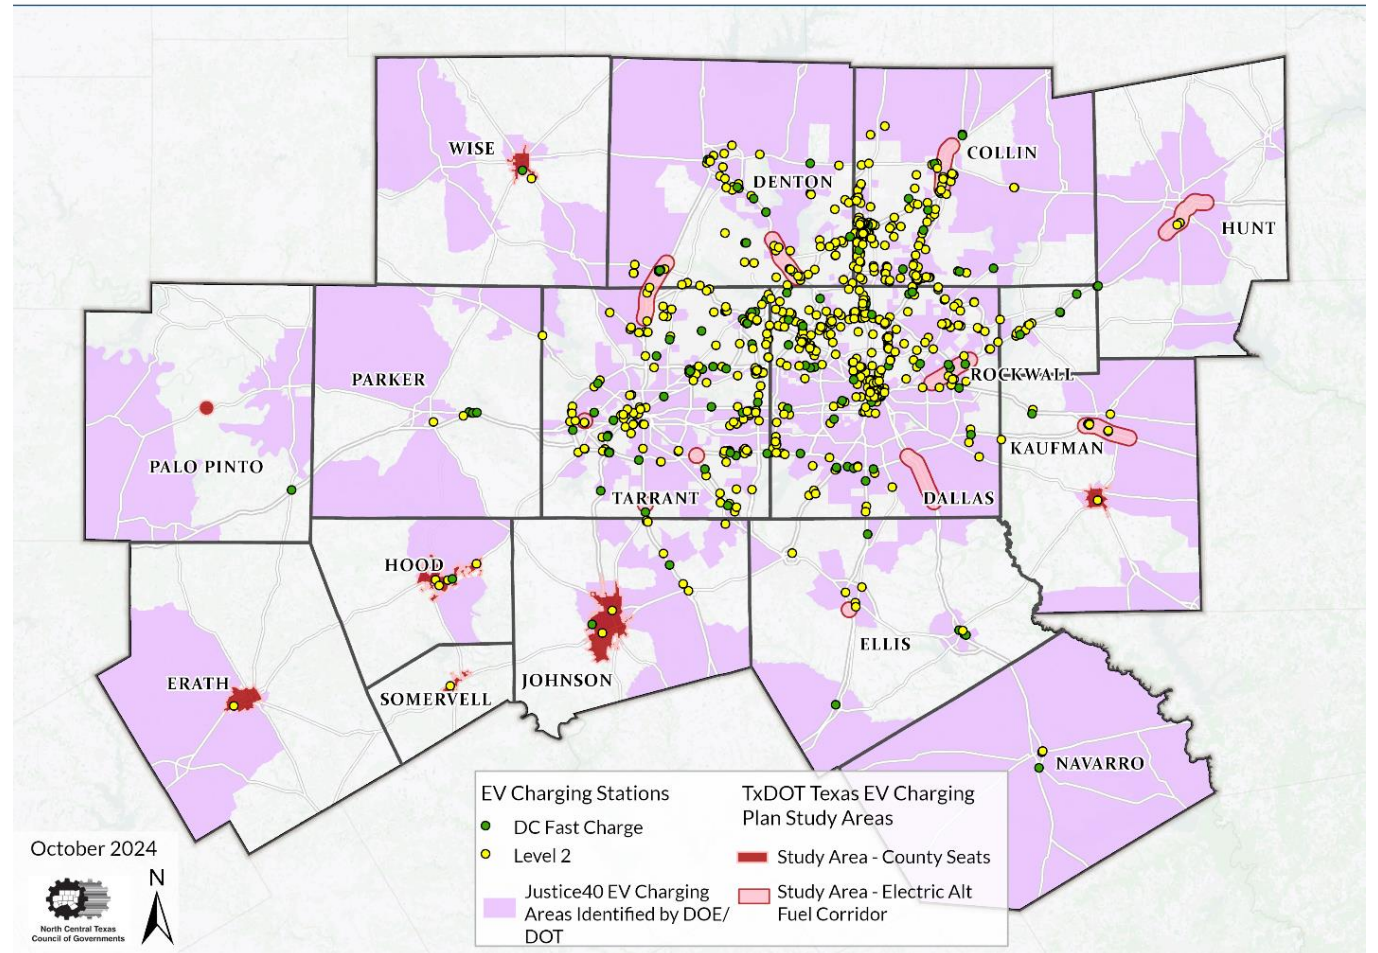 WISE
DENTON
COLLIN
HUNT
PARKER
ROCKWALL
PALO PINTO
KAUFMAN
TARRANT
DALLAS
HOOD
ERATH
SOMERVELL
JOHNSON
ELLIS
NAVARRO
EV Charging Stations
DC Fast Charge
Level 2
Justice40 EV Charging
Areas Identified by DOE/
DOT
TxDOT Texas EV Charging
Plan Study Areas
Study Area - County Seats
Study Area - Electric Alt
Fuel Corridor
October 2024
N
North Central Texas
Council of Governments